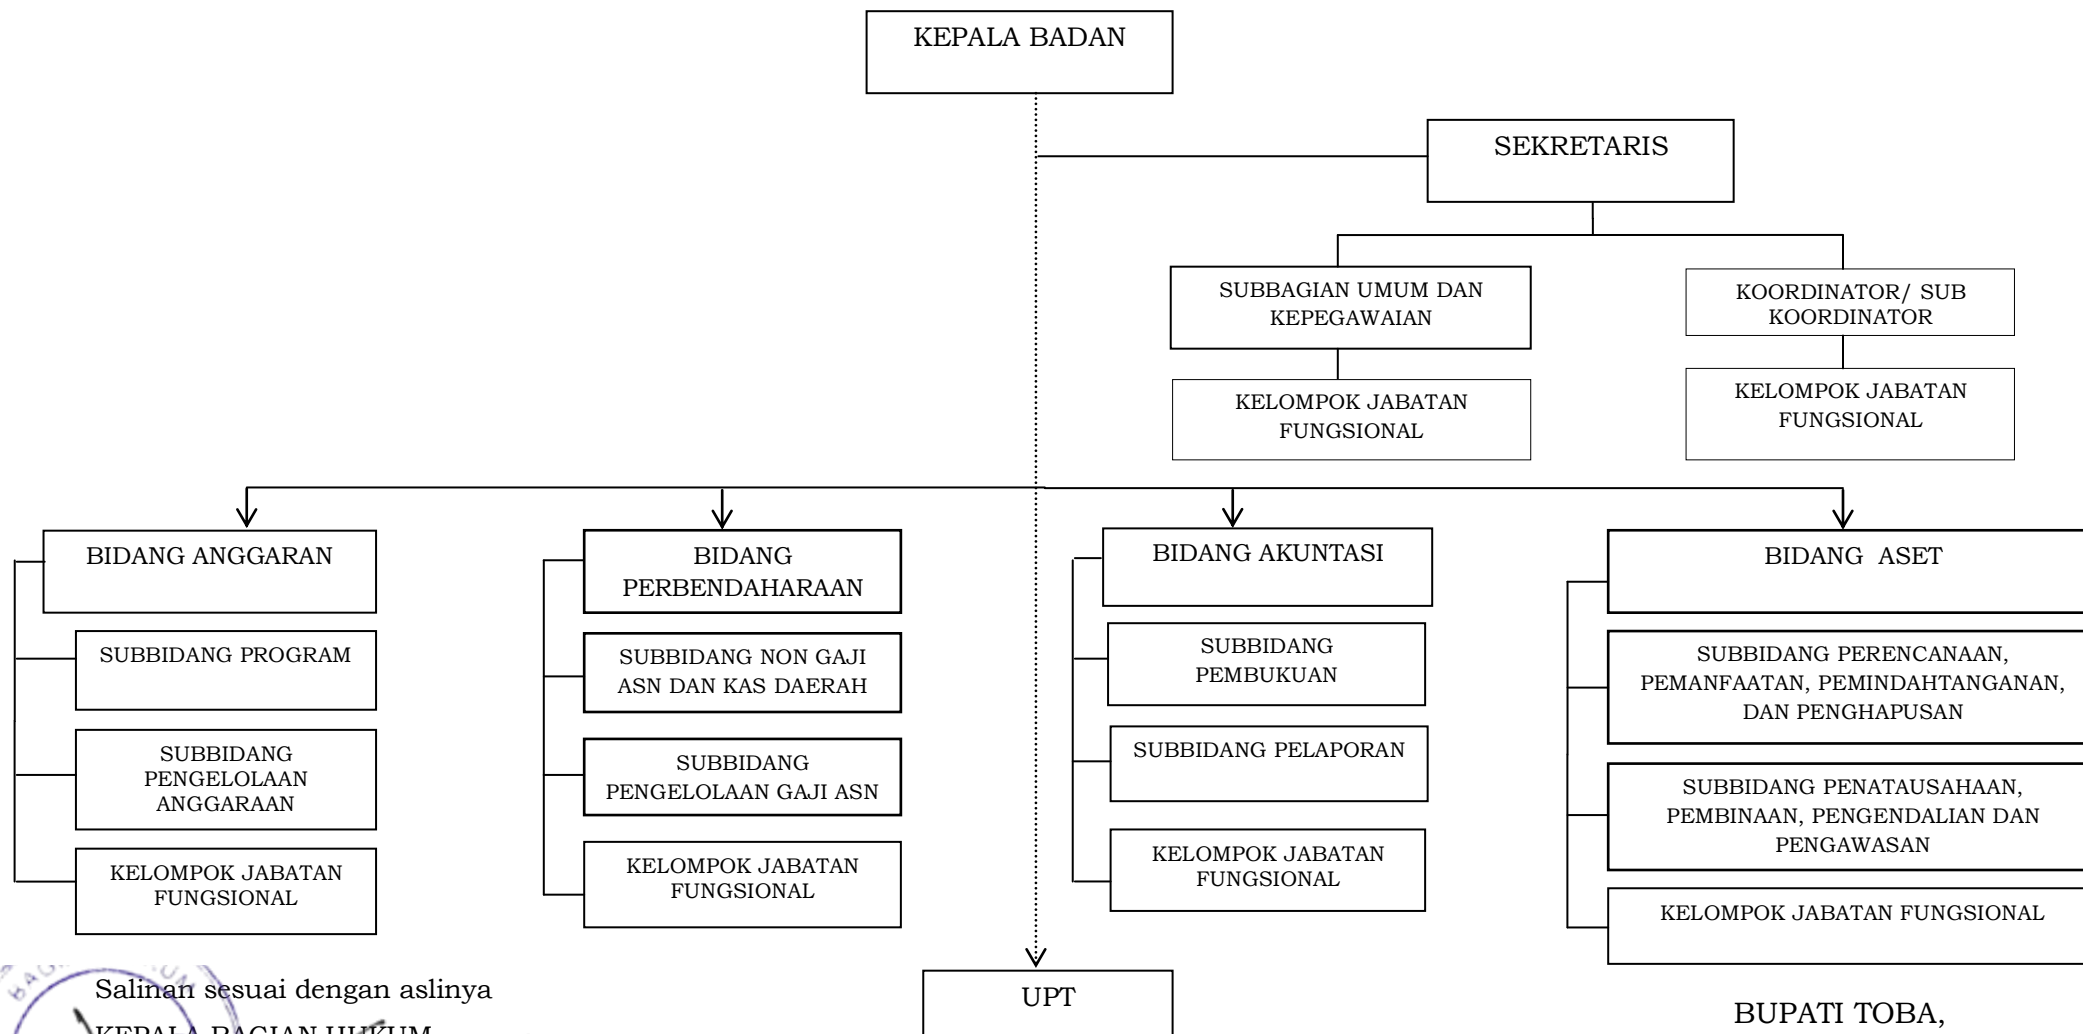 KEPALA BADAN
SEKRETARIS
SUBBAGIAN UMUM DAN
KEPEGAWAIAN
KOORDINATOR/ SUB
KOORDINATOR
KELOMPOK JABATAN
FUNGSIONAL
KELOMPOK JABATAN
FUNGSIONAL
BIDANG ANGGARAN
SUBBIDANG PROGRAM
SUBBIDANG
PENGELOLAAN
ANGGARAAN
KELOMPOK JABATAN
FUNGSIONAL
BIDANG
PERBENDAHARAAN
SUBBIDANG NON GAJI
ASN DAN KAS DAERAH
SUBBIDANG
PENGELOLAAN GAJI ASN
KELOMPOK JABATAN
FUNGSIONAL
BIDANG AKUNTASI
SUBBIDANG
PEMBUKUAN
SUBBIDANG PELAPORAN
KELOMPOK JABATAN
FUNGSIONAL
BIDANG ASET
SUBBIDANG PERENCANAAN,
PEMANFAATAN, PEMINDAHTANGANAN,
DAN PENGHAPUSAN
SUBBIDANG PENATAUSAHAAN,
PEMBINAAN, PENGENDALIAN DAN
PENGAWASAN
KELOMPOK JABATAN FUNGSIONAL
UPT
Salinan sesuai dengan aslinya
KEPALA BAGIAN HUKUM
BUPATI TOBA,